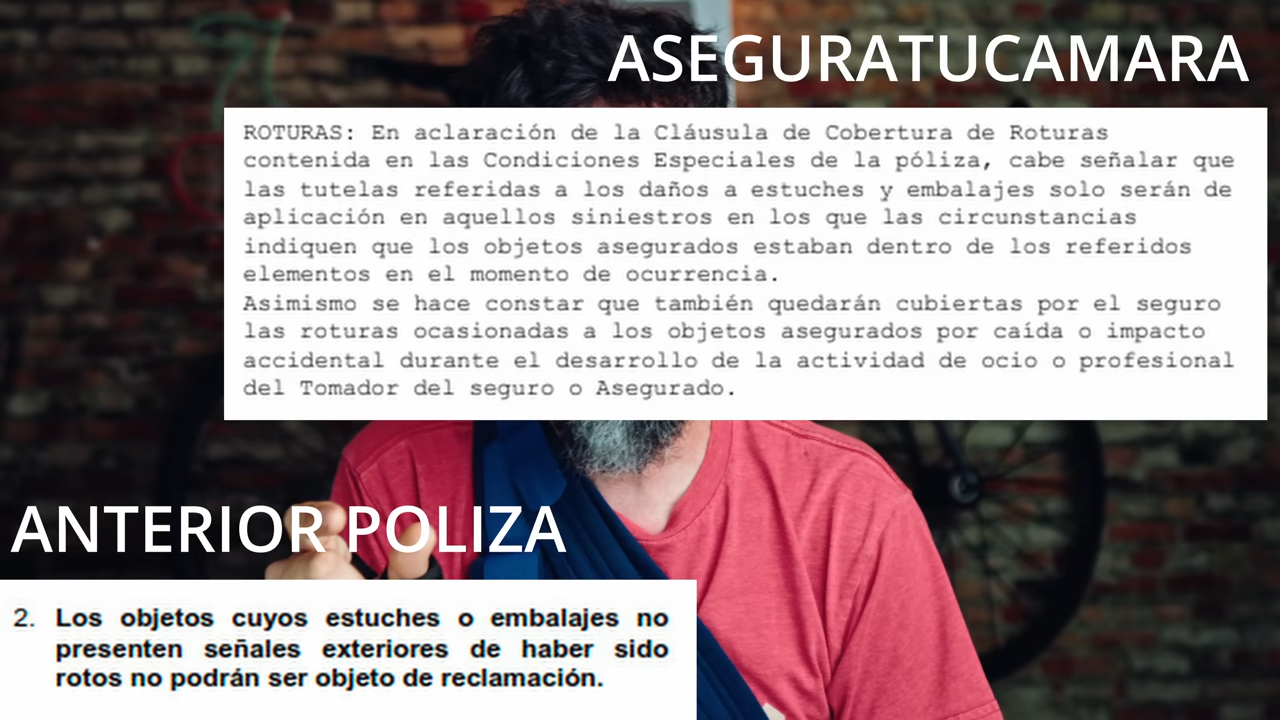 ASEGURATUCAMARA
ROTURAS: En aclaración de la Cláusula de Cobertura de Roturas
contenida en las Condiciones Especiales de la póliza, cabe señalar que
las tutelas referidas a los daños a estuches y embalajes solo serán de
aplicación en aquellos siniestros en los que las circunstancias
indiquen que los objetos asegurados estaban dentro de los referidos
elementos en el momento de ocurrencia.
Asimismo se hace constar que también quedarán cubiertas por el seguro
las roturas ocasionadas a los objetos asegurados por caída o impacto
accidental durante el desarrollo de la actividad de ocio o profesional
del Tomador del seguro o Asegurado.
ANTERIOR POLIZA
2. Los objetos cuyos estuches o embalajes no
presenten señales exteriores de haber sido
rotos no podrán ser objeto de reclamación.